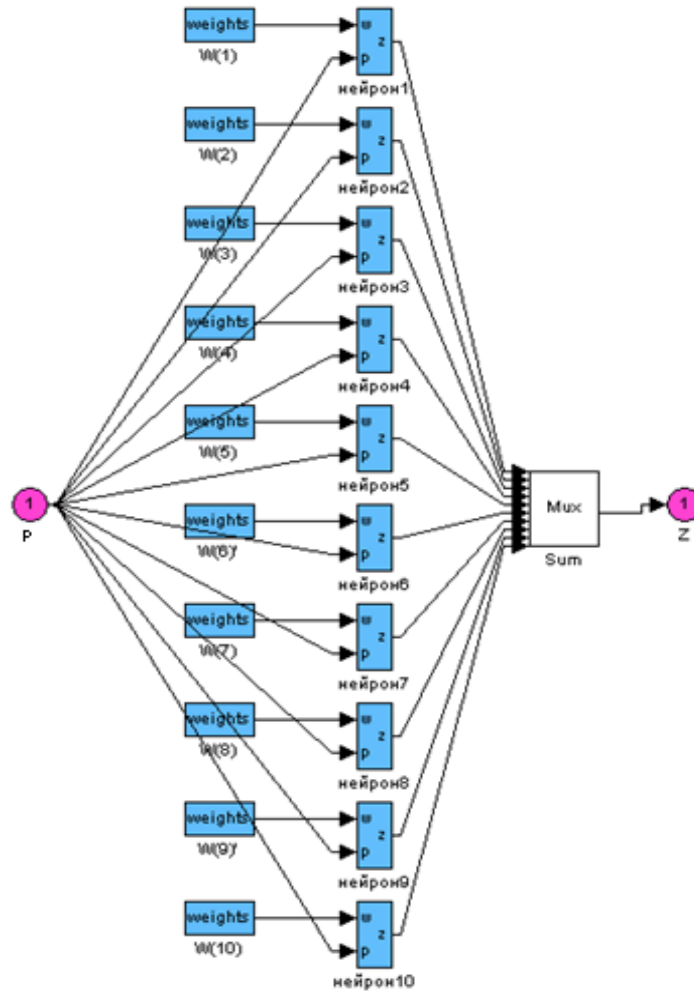 weights
w
z
p
W(1)
нейрон1
weights
w
z
p
W(2)
нейрон2
weights
w
z
p
W(3)
нейрон3
weights
w
z
p
W(4)
нейрон4
weights
w
z
p
W(5)
нейрон5
1
P
Mux
Sum
1
Z
weights
w
z
p
W(6)'
нейрон6
weights
w
z
p
W(7)
нейрон7
weights
w
z
p
W(8)
нейрон8
weights
w
z
p
W(9)'
нейрон9
weights
w
z
p
W(10)
нейрон10